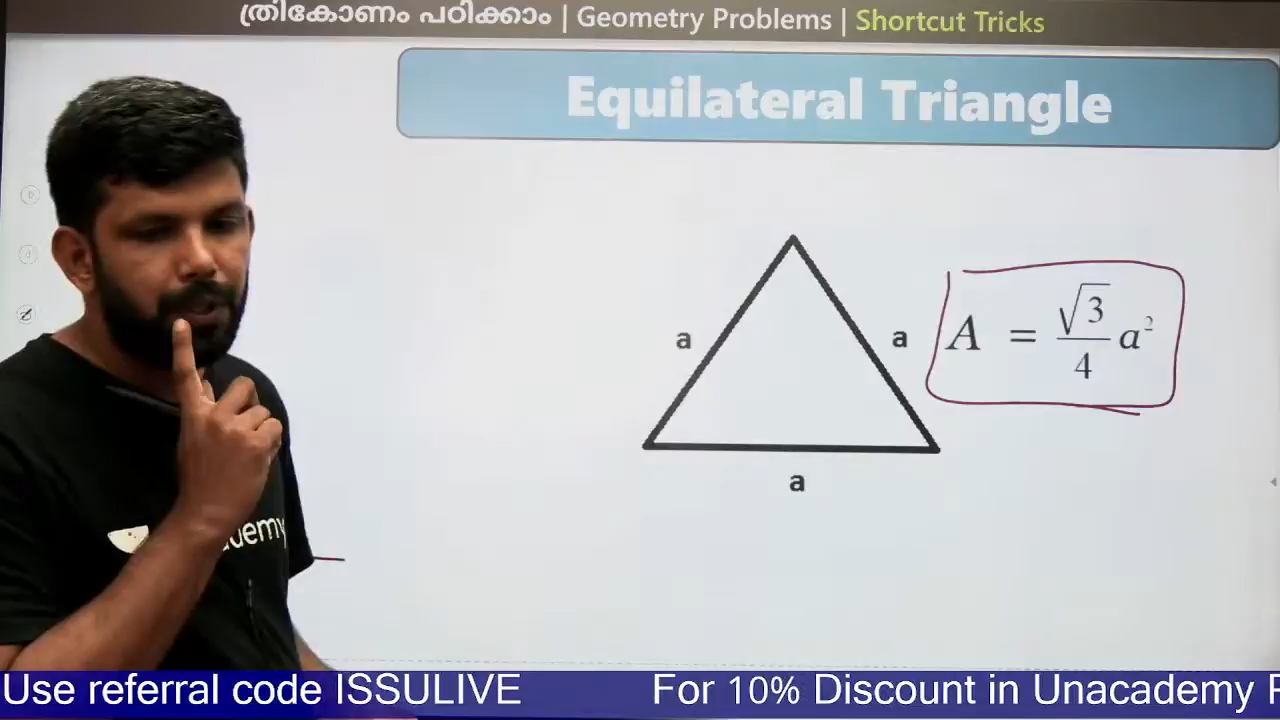 ത്രികോണം പഠിക്കാം | Geometry Problems | Shortcut Tricks
Equilateral Triangle
a
a
A = √3/4 a²
a
Use referral code ISSULIVE For 10% Discount in Unacademy